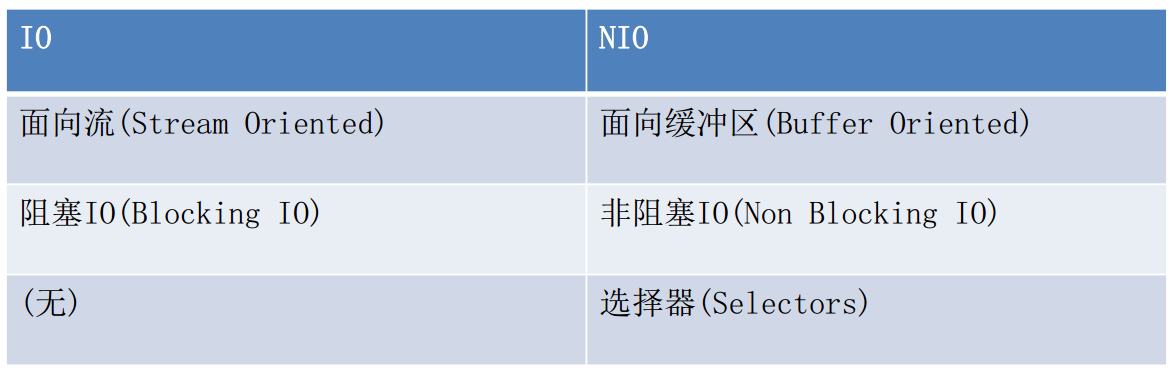 IO
NIO
面向流(Stream Oriented)
面向缓冲区(Buffer Oriented)
阻塞IO(Blocking IO)
非阻塞IO(Non Blocking IO)
(无)
选择器(Selectors)